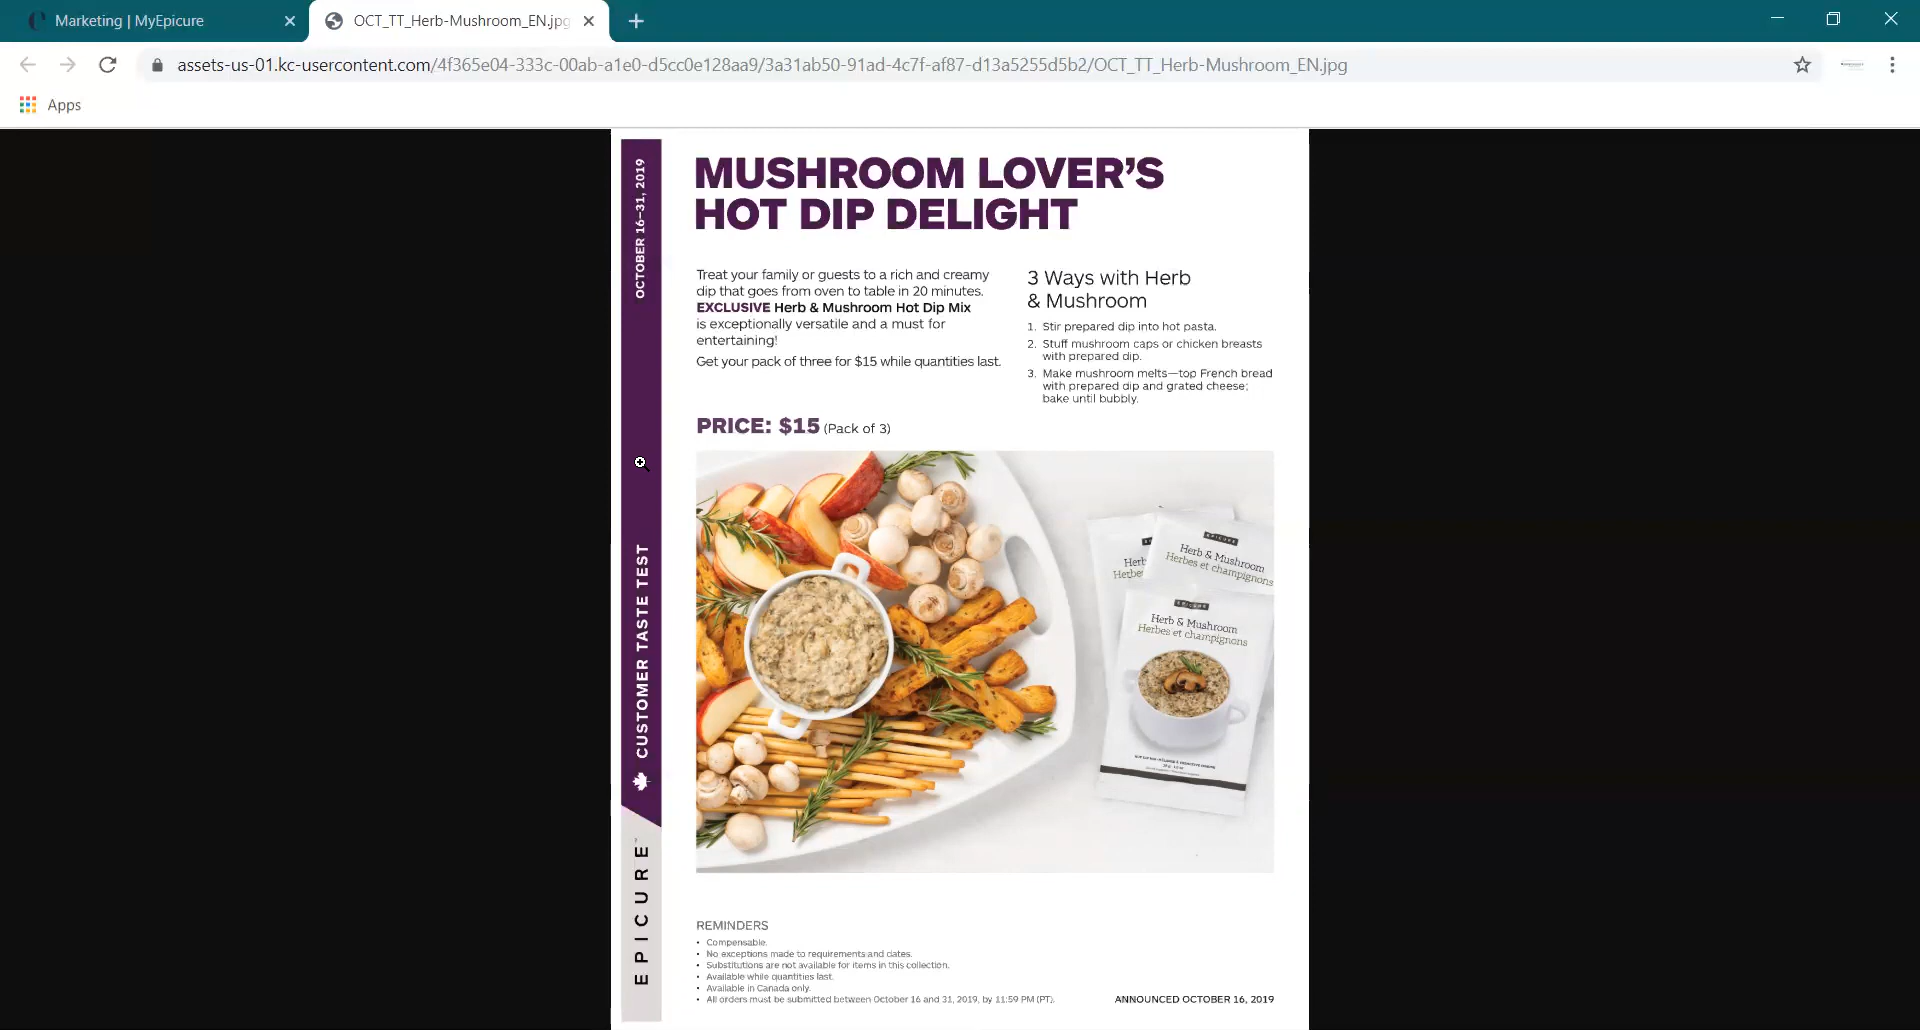 Marketing | MyEpicure
OCT_TT_Herb-Mushroom_EN.jpg
assets-us-01.kc-usercontent.com/4f365e04-333c-00ab-a1e0-d5cc0e128aa9/3a31ab50-91ad-4c7f-af87-d13a5255d5b2/OCT_TT_Herb-Mushroom_EN.jpg
Apps
OCTOBER 16–31, 2019
CUSTOMER TASTE TEST
EPICURE
MUSHROOM LOVER'S
HOT DIP DELIGHT
Treat your family or guests to a rich and creamy
dip that goes from oven to table in 20 minutes.
EXCLUSIVE Herb & Mushroom Hot Dip Mix
is exceptionally versatile and a must for
entertaining!
Get your pack of three for $15 while quantities last.
3 Ways with Herb
& Mushroom
1. Stir prepared dip into hot pasta.
2. Stuff mushroom caps or chicken breasts
with prepared dip.
3. Make mushroom melts—top French bread
with prepared dip and grated cheese;
bake until bubbly.
PRICE: $15 (Pack of 3)
EPICURE
Herb & Mushroom
Herbes et champignons
Herb
Herbes
EPICURE
Herb & Mushroom
Herbes et champignons
REMINDERS
• Compensable.
• No exceptions made to requirements and dates.
• Substitutions are not available for items in this collection.
• Available while quantities last.
• Available in Canada only.
• All orders must be submitted between October 16 and 31, 2019, by 11:59 PM (PT).
ANNOUNCED OCTOBER 16, 2019